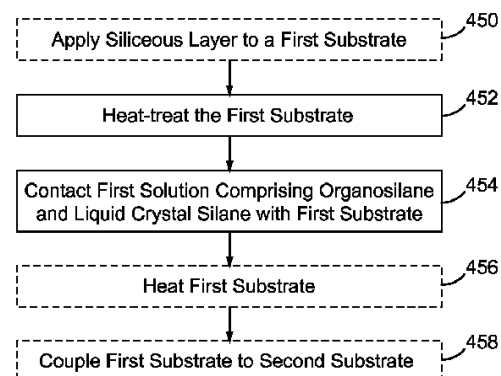 450
Apply Siliceous Layer to a First Substrate
452
Heat-treat the First Substrate
454
Contact First Solution Comprising Organosilane
and Liquid Crystal Silane with First Substrate
456
Heat First Substrate
458
Couple First Substrate to Second Substrate